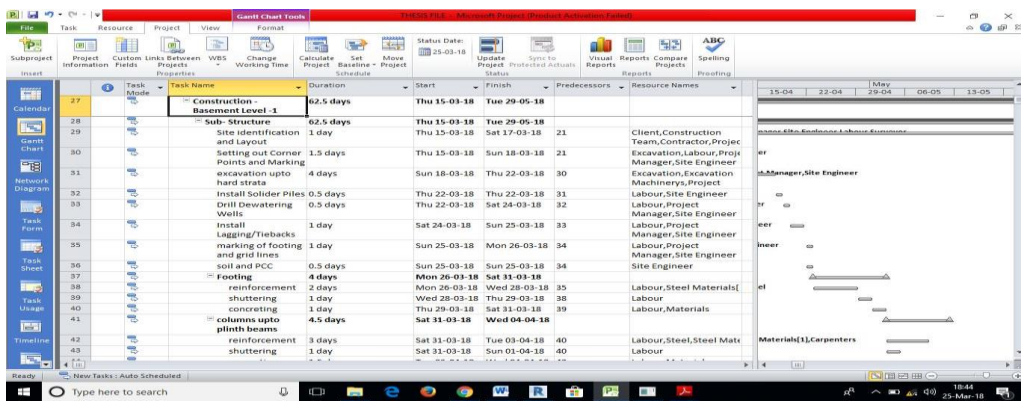 Gantt Chart Tools
THESIS FILE - Microsoft Project (Product Activation Failed)
File Task Resource Project View Format
Subproject
Project Information
Custom Fields
Links Between Projects
WBS
Change Working Time
Calculate Project
Set Baseline
Move Project
Status Date:
25-03-18
Update Project
Sync to Protected Actuals
Visual Reports
Reports
Compare Projects
ABC
Spelling
Insert Properties Schedule Status Reports Proofing
Task Mode Task Name Duration Start Finish Predecessors Resource Names
May
15-04 22-04 29-04 06-05 13-05
27 Construction - Basement Level -1 62.5 days Thu 15-03-18 Tue 29-05-18
28 Sub- Structure 62.5 days Thu 15-03-18 Tue 29-05-18
29 Site identification and Layout 1 day Thu 15-03-18 Sat 17-03-18 21 Client,Construction Team,Contractor,Projec
30 Setting out Corner Points and Marking 1.5 days Thu 15-03-18 Sun 18-03-18 21 Excavation,Labour,Proje Manager,Site Engineer
31 excavation upto hard strata 4 days Sun 18-03-18 Thu 22-03-18 30 Excavation,Excavation Machinerys,Project
Manager,Site Engineer
32 Install Solider Piles 0.5 days Thu 22-03-18 Thu 22-03-18 31 Labour,Site Engineer
33 Drill Dewatering Wells 0.5 days Thu 22-03-18 Sat 24-03-18 32 Labour,Project Manager,Site Engineer
34 Install Lagging/Tiebacks 1 day Sat 24-03-18 Sun 25-03-18 33 Labour,Project Manager,Site Engineer
35 marking of footing and grid lines 1 day Sun 25-03-18 Mon 26-03-18 34 Labour,Project Manager,Site Engineer
ineer
36 soil and PCC 0.5 days Sun 25-03-18 Sun 25-03-18 34 Site Engineer
37 Footing 4 days Mon 26-03-18 Sat 31-03-18
38 reinforcement 2 days Mon 26-03-18 Wed 28-03-18 35 Labour,Steel Materials[
39 shuttering 1 day Wed 28-03-18 Thu 29-03-18 38 Labour
40 concreting 1 day Thu 29-03-18 Sat 31-03-18 39 Labour,Materials
41 columns upto plinth beams 4.5 days Sat 31-03-18 Wed 04-04-18
42 reinforcement 3 days Sat 31-03-18 Tue 03-04-18 40 Labour,Steel,Steel Mate
Materials[1],Carpenters
43 shuttering 1 day Sat 31-03-18 Sun 01-04-18 40 Labour
Calendar
Gantt Chart
Network Diagram
Task Form
Task Sheet
Task Usage
Timeline
Ready New Tasks : Auto Scheduled
Type here to search
18:44
25-Mar-18